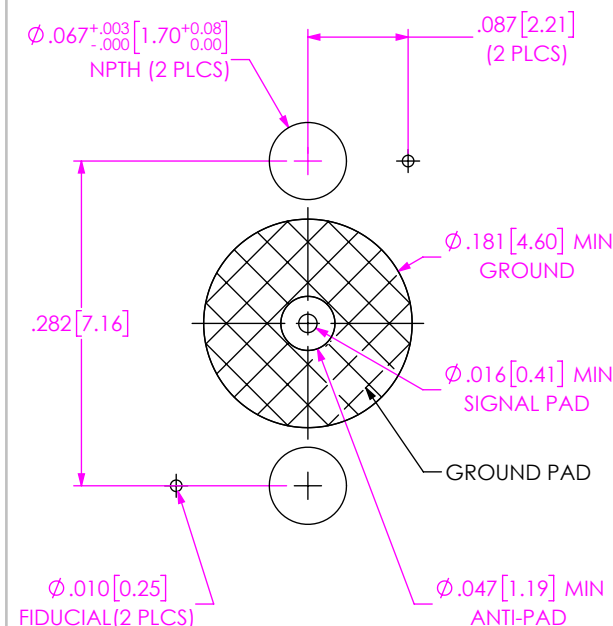 Ø.067+.003 -.000 [1.70+0.08 0.00]
NPTH (2 PLCS)
.087[2.21]
(2 PLCS)
Ø.181[4.60] MIN
GROUND
.282[7.16]
Ø.016[0.41] MIN
SIGNAL PAD
GROUND PAD
Ø.010[0.25]
FIDUCIAL(2 PLCS)
Ø.047[1.19] MIN
ANTI-PAD